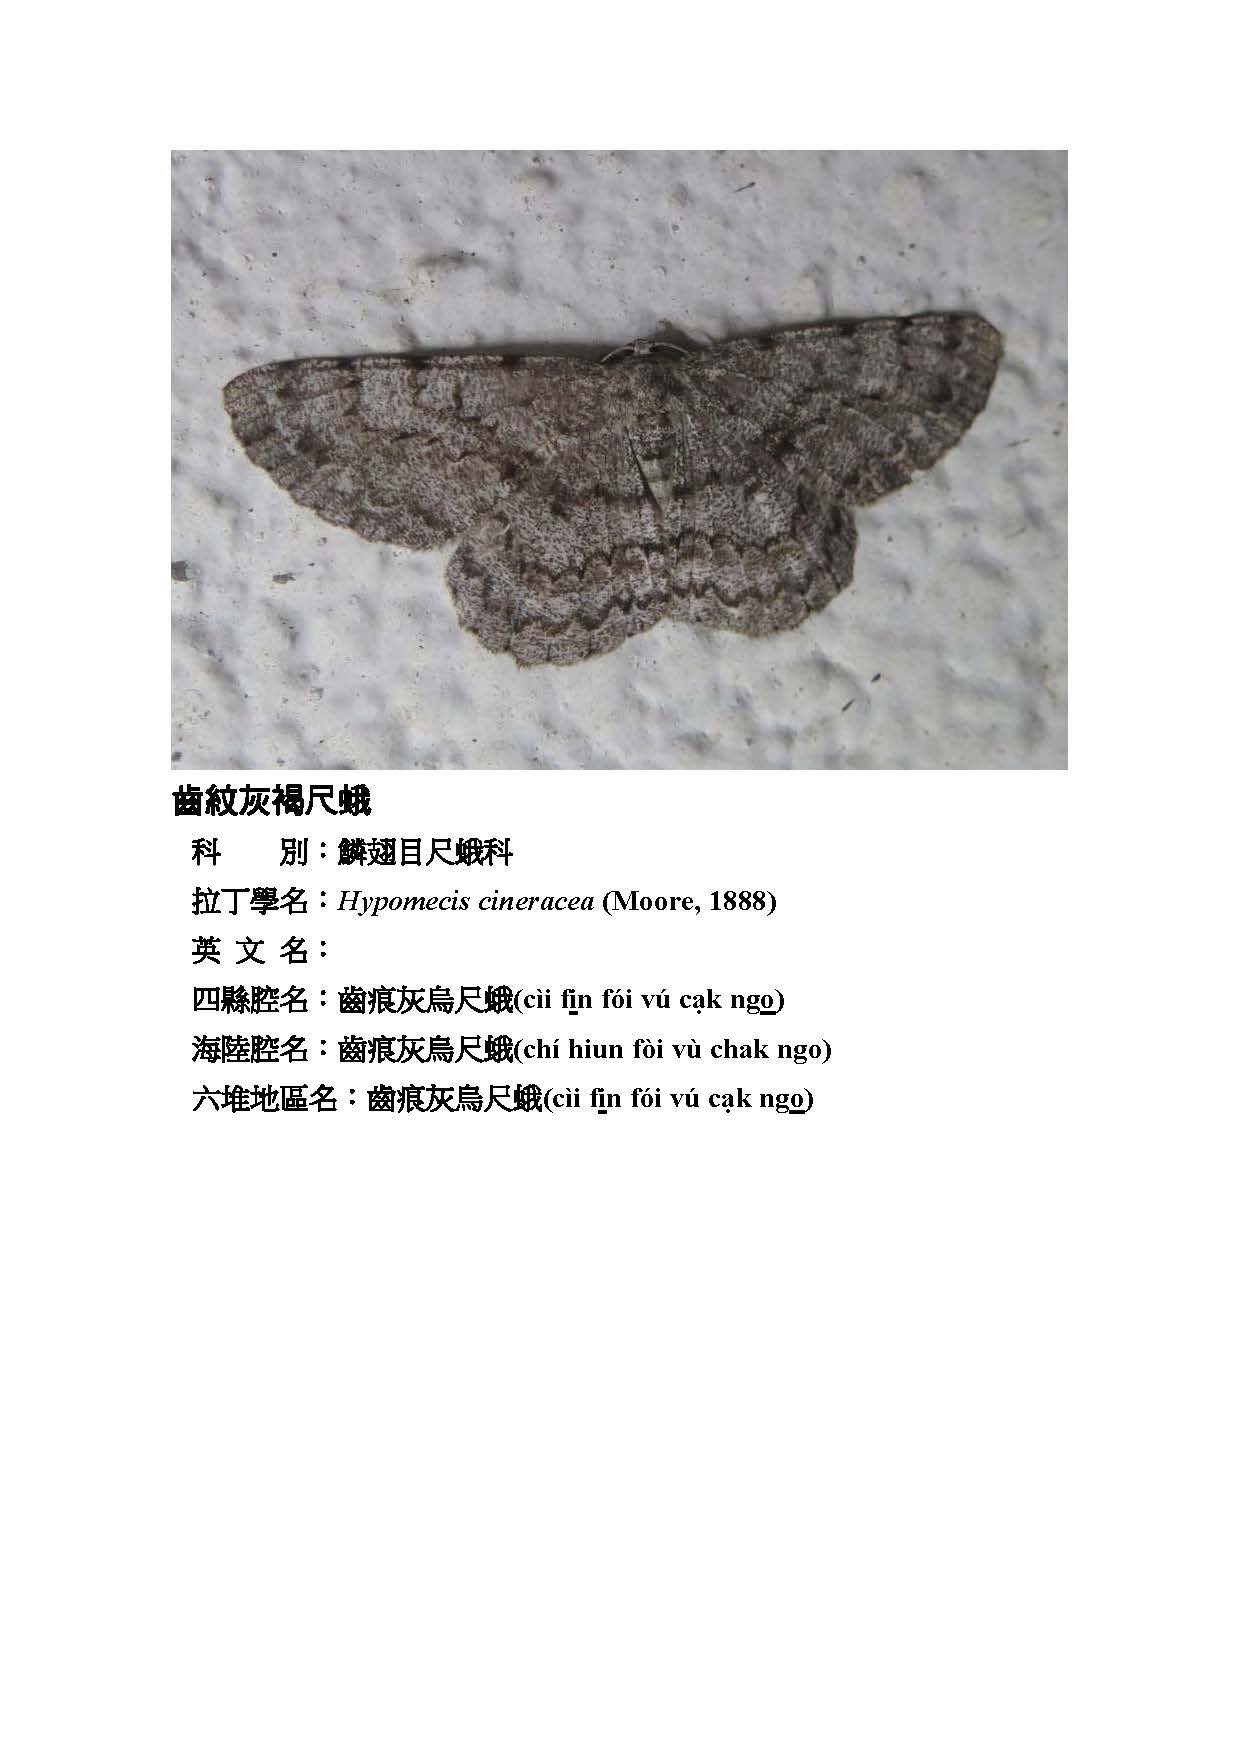 齒紋灰褐尺蛾
科　　別：鱗翅目尺蛾科
拉丁學名：Hypomecis cineracea (Moore, 1888)
英 文 名：
四縣腔名：齒痕灰烏尺蛾(cìi fi̲n fói vú cạk ngo̲)
海陸腔名：齒痕灰烏尺蛾(chí hiun fòi vù chak ngo)
六堆地區名：齒痕灰烏尺蛾(cìi fi̲n fói vú cạk ngo̲)